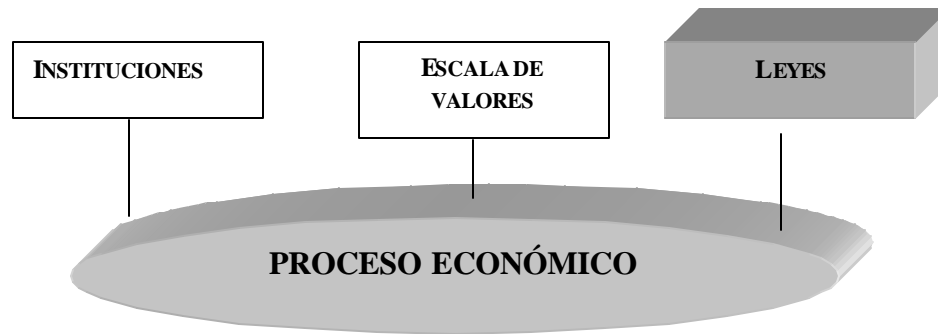 INSTITUCIONES
ESCALA DE
VALORES
LEYES
PROCESO ECONÓMICO